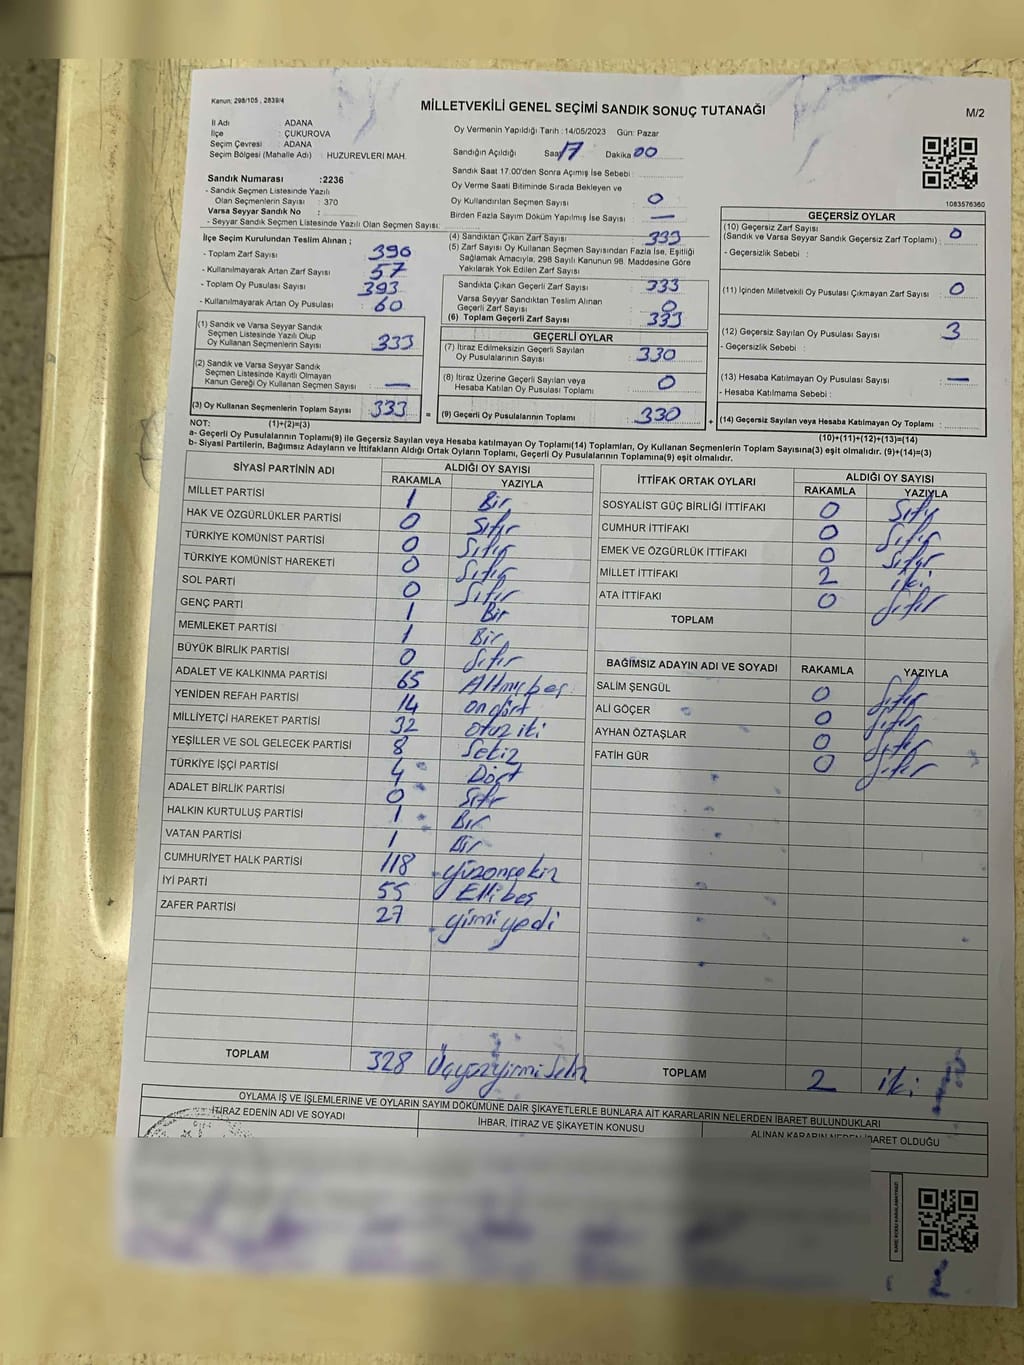 Kanun: 298/105 , 2839/4
MİLLETVEKİLİ GENEL SEÇİMİ SANDIK SONUÇ TUTANAĞI
M/2
İl Adı : ADANA
İlçe : ÇUKUROVA
Seçim Çevresi : ADANA
Seçim Bölgesi (Mahalle Adı) : HUZUREVLERİ MAH.
Sandık Numarası :2236
- Sandık Seçmen Listesinde Yazılı
Olan Seçmenlerin Sayısı : 370
Varsa Seyyar Sandık No :
- Seyyar Sandık Seçmen Listesinde Yazılı Olan Seçmen Sayısı:
Oy Vermenin Yapıldığı Tarih : 14/05/2023 Gün: Pazar
Sandığın Açıldığı Saat 17 Dakika 00
Sandık Saat 17.00'den Sonra Açımış İse Sebebi :
Oy Verme Saati Bitiminde Sırada Bekleyen ve
Oy Kullandırılan Seçmen Sayısı 0
Birden Fazla Sayım Döküm Yapılmış İse Sayısı —
1083576360
İlçe Seçim Kurulundan Teslim Alınan ;
- Toplam Zarf Sayısı 390
- Kullanılmayarak Artan Zarf Sayısı 57
- Toplam Oy Pusulası Sayısı 393
- Kullanılmayarak Artan Oy Pusulası 60
(1) Sandık ve Varsa Seyyar Sandık
Seçmen Listesinde Yazılı Olup
Oy Kullanan Seçmenlerin Sayısı 333
(2) Sandık ve Varsa Seyyar Sandık
Seçmen Listesinde Kayıtlı Olmayan
Kanun Gereği Oy Kullanan Seçmen Sayısı —
(3) Oy Kullanan Seçmenlerin Toplam Sayısı 333 =
(4) Sandıktan Çıkan Zarf Sayısı 333
(5) Zarf Sayısı Oy Kullanan Seçmen Sayısından Fazla İse, Eşitliği
Sağlamak Amacıyla, 298 Sayılı Kanunun 98. Maddesine Göre
Yakılarak Yok Edilen Zarf Sayısı
Sandıkta Çıkan Geçerli Zarf Sayısı 333
Varsa Seyyar Sandıktan Teslim Alınan
Geçerli Zarf Sayısı 0
(6) Toplam Geçerli Zarf Sayısı 333
GEÇERLİ OYLAR
(7) İtiraz Edilmeksizin Geçerli Sayılan
Oy Pusulalarının Sayısı : 330
(8) İtiraz Üzerine Geçerli Sayılan veya
Hesaba Katılan Oy Pusulası Toplamı : 0
(9) Geçerli Oy Pusulalarının Toplamı : 330 +
GEÇERSİZ OYLAR
(10) Geçersiz Zarf Sayısı
(Sandık ve Varsa Seyyar Sandık Geçersiz Zarf Toplamı) : 0
- Geçersizlik Sebebi :
(11) İçinden Milletvekili Oy Pusulası Çıkmayan Zarf Sayısı : 0
(12) Geçersiz Sayılan Oy Pusulası Sayısı : 3
- Geçersizlik Sebebi :
(13) Hesaba Katılmayan Oy Pusulası Sayısı : —
- Hesaba Katılmama Sebebi :
(14) Geçersiz Sayılan veya Hesaba Katılmayan Oy Toplamı :
NOT: (1)+(2)=(3)
(10)+(11)+(12)+(13)=(14)
a- Geçerli Oy Pusulalarının Toplamı(9) ile Geçersiz Sayılan veya Hesaba katılmayan Oy Toplamı(14) Toplamları, Oy Kullanan Seçmenlerin Toplam Sayısına(3) eşit olmalıdır. (9)+(14)=(3)
b- Siyasi Partilerin, Bağımsız Adayların ve İttifakların Aldığı Ortak Oyların Toplamı, Geçerli Oy Pusulalarının Toplamına(9) eşit olmalıdır.
SİYASİ PARTİNİN ADI ALDIĞI OY SAYISI
RAKAMLA YAZIYLA
MİLLET PARTİSİ 1 Bir
HAK VE ÖZGÜRLÜKLER PARTİSİ 0 Sıfır
TÜRKİYE KOMÜNİST PARTİSİ 0 Sıfır
TÜRKİYE KOMÜNİST HAREKETİ 0 Sıfır
SOL PARTİ 0 Sıfır
GENÇ PARTİ 1 Bir
MEMLEKET PARTİSİ 1 Bir
BÜYÜK BİRLİK PARTİSİ 0 Sıfır
ADALET VE KALKINMA PARTİSİ 65 Altmışbeş
YENİDEN REFAH PARTİSİ 14 ondört
MİLLİYETÇİ HAREKET PARTİSİ 32 otuz iki
YEŞİLLER VE SOL GELECEK PARTİSİ 8 Sekiz
TÜRKİYE İŞÇİ PARTİSİ 4 Dört
ADALET BİRLİK PARTİSİ 0 Sıfır
HALKIN KURTULUŞ PARTİSİ 1 Bir
VATAN PARTİSİ 1 Bir
CUMHURİYET HALK PARTİSİ 118 yüzonsekiz
İYİ PARTİ 55 Ellibeş
ZAFER PARTİSİ 27 yirmi yedi
TOPLAM 328 Üçyüzyirmi Sekiz
İTTİFAK ORTAK OYLARI ALDIĞI OY SAYISI
RAKAMLA YAZIYLA
SOSYALİST GÜÇ BİRLİĞİ İTTİFAKI 0 Sıfır
CUMHUR İTTİFAKI 0 Sıfır
EMEK VE ÖZGÜRLÜK İTTİFAKI 0 Sıfır
MİLLET İTTİFAKI 2 iki
ATA İTTİFAKI 0 Sıfır
TOPLAM
BAĞIMSIZ ADAYIN ADI VE SOYADI RAKAMLA YAZIYLA
SALİM ŞENGÜL 0 Sıfır
ALİ GÖÇER 0 Sıfır
AYHAN ÖZTAŞLAR 0 Sıfır
FATİH GÜR 0 Sıfır
TOPLAM 2 iki
OYLAMA İŞ VE İŞLEMLERİNE VE OYLARIN SAYIM DÖKÜMÜNE DAİR ŞİKAYETLERLE BUNLARA AİT KARARLARIN NELERDEN İBARET BULUNDUKLARI
İTİRAZ EDENİN ADI VE SOYADI
İHBAR, İTİRAZ VE ŞİKAYETİN KONUSU
ALINAN KARARIN NEDEN İBARET OLDUĞU